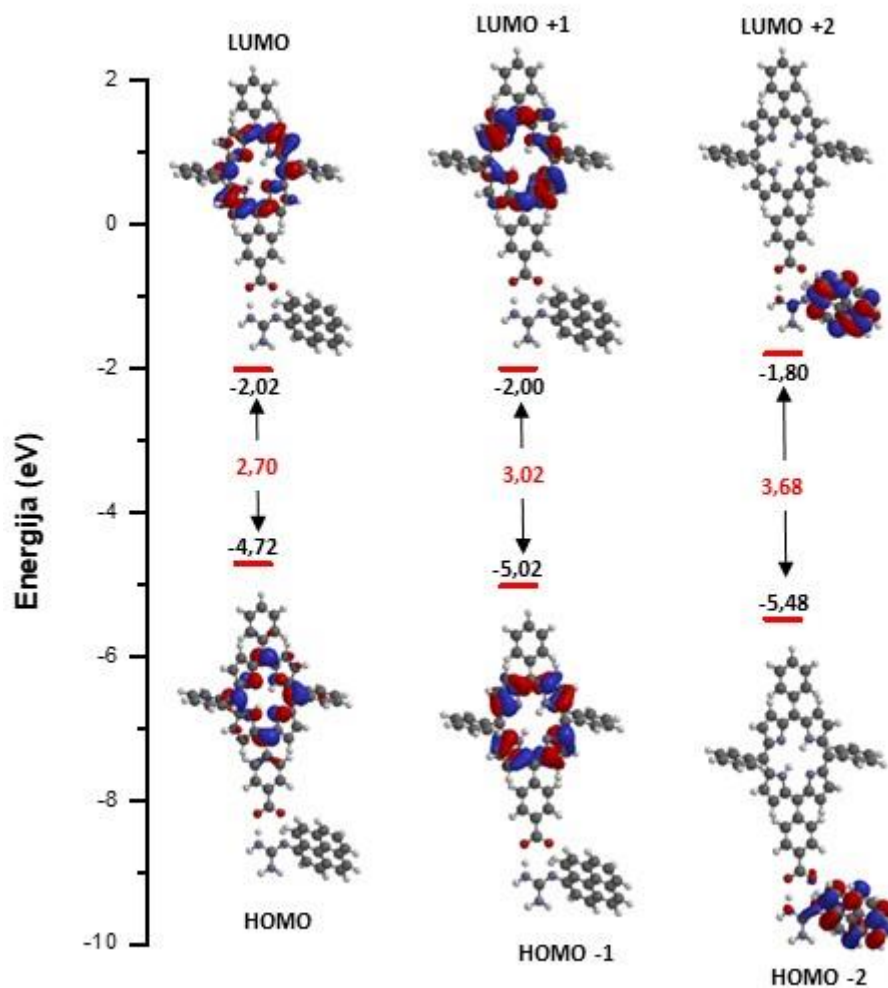 LUMO
LUMO +1
LUMO +2
2
0
-2
-4
-6
-8
-10
Energija (eV)
-2,02
-2,00
-1,80
2,70
3,02
3,68
-4,72
-5,02
-5,48
HOMO
HOMO -1
HOMO -2